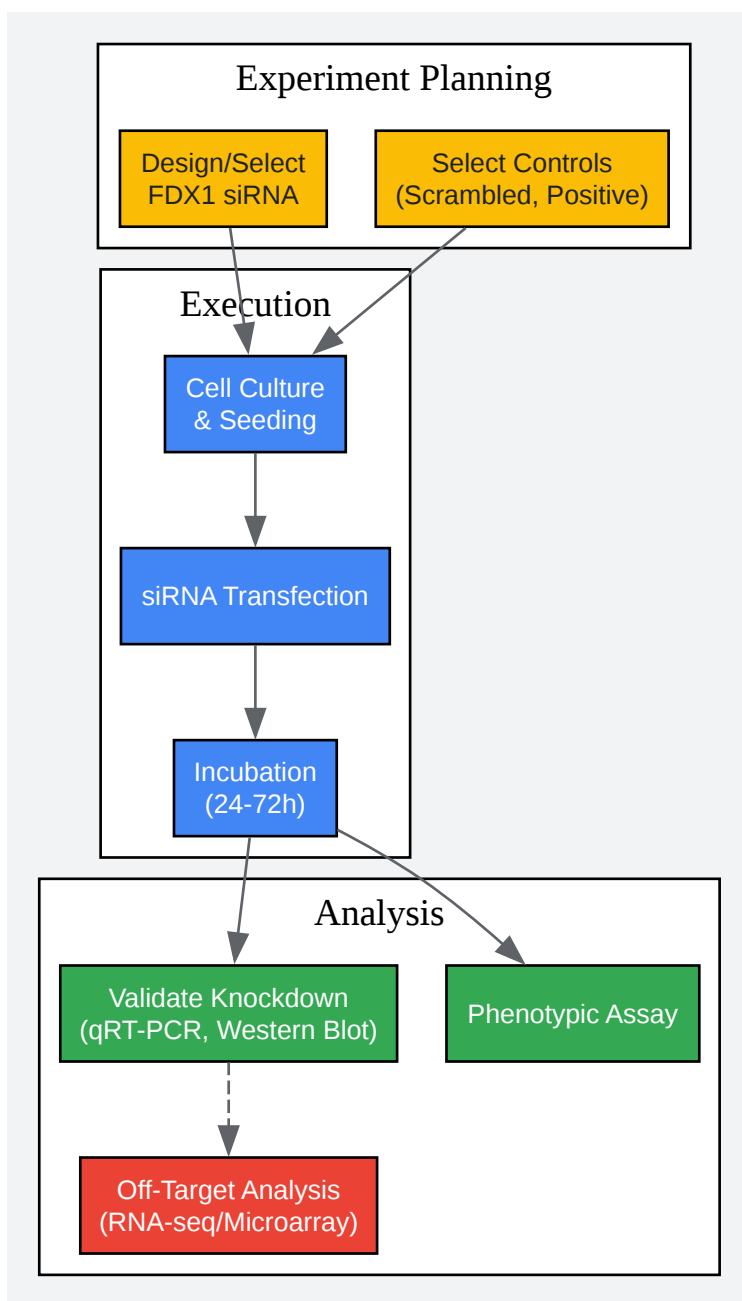 Experiment Planning
Design/Select
FDX1 siRNA
Select Controls
(Scrambled, Positive)
Execution
Cell Culture
& Seeding
siRNA Transfection
Incubation
(24-72h)
Analysis
Validate Knockdown
(qRT-PCR, Western Blot)
Phenotypic Assay
Off-Target Analysis
(RNA-seq/Microarray)